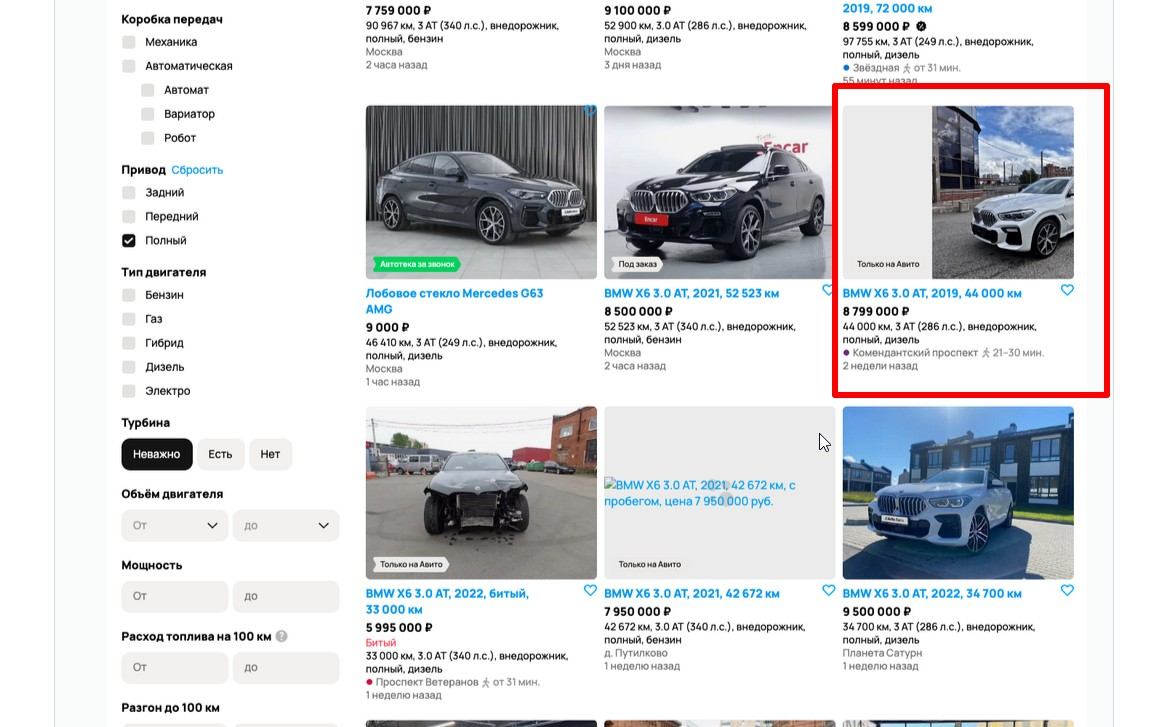 Коробка передач
Механика
Автоматическая
Автомат
Вариатор
Робот
Привод Сбросить
Задний
Передний
Полный
Тип двигателя
Бензин
Газ
Гибрид
Дизель
Электро
Турбина
Неважно Есть Нет
Объём двигателя
От до
Мощность
От до
Расход топлива на 100 км ?
От до
Разгон до 100 км
7 759 000 ₽
90 967 км, 3 AT (340 л.с.), внедорожник,
полный, бензин
Москва
2 часа назад
9 100 000 ₽
52 900 км, 3.0 AT (286 л.с.), внедорожник,
полный, дизель
Москва
3 дня назад
2019, 72 000 км
8 599 000 ₽
97 755 км, 3 AT (249 л.с.), внедорожник,
полный, дизель
Звёздная от 31 мин.
55 минут назад
Автотека за звонок
Лобовое стекло Mercedes G63
AMG
9 000 ₽
46 410 км, 3 AT (249 л.с.), внедорожник,
полный, дизель
Москва
1 час назад
Encar
Encar
Под заказ
BMW X6 3.0 AT, 2021, 52 523 км
8 500 000 ₽
52 523 км, 3 AT (340 л.с.), внедорожник,
полный, бензин
Москва
2 часа назад
Только на Авито
BMW X6 3.0 AT, 2019, 44 000 км
8 799 000 ₽
44 000 км, 3 AT (286 л.с.), внедорожник,
полный, дизель
Комендантский проспект 21–30 мин.
2 недели назад
Только на Авито
BMW X6 3.0 AT, 2022, битый,
33 000 км
5 995 000 ₽
Битый
33 000 км, 3.0 AT (340 л.с.), внедорожник,
полный, дизель
Проспект Ветеранов от 31 мин.
1 неделю назад
BMW X6 3.0 AT, 2021, 42 672 км, с
пробегом, цена 7 950 000 руб.
Только на Авито
BMW X6 3.0 AT, 2021, 42 672 км
7 950 000 ₽
42 672 км, 3.0 AT (340 л.с.), внедорожник,
полный, бензин
д. Путилково
1 неделю назад
BMW X6 3.0 AT, 2022, 34 700 км
9 500 000 ₽
34 700 км, 3 AT (286 л.с.), внедорожник,
полный, дизель
Планета Сатурн
1 неделю назад